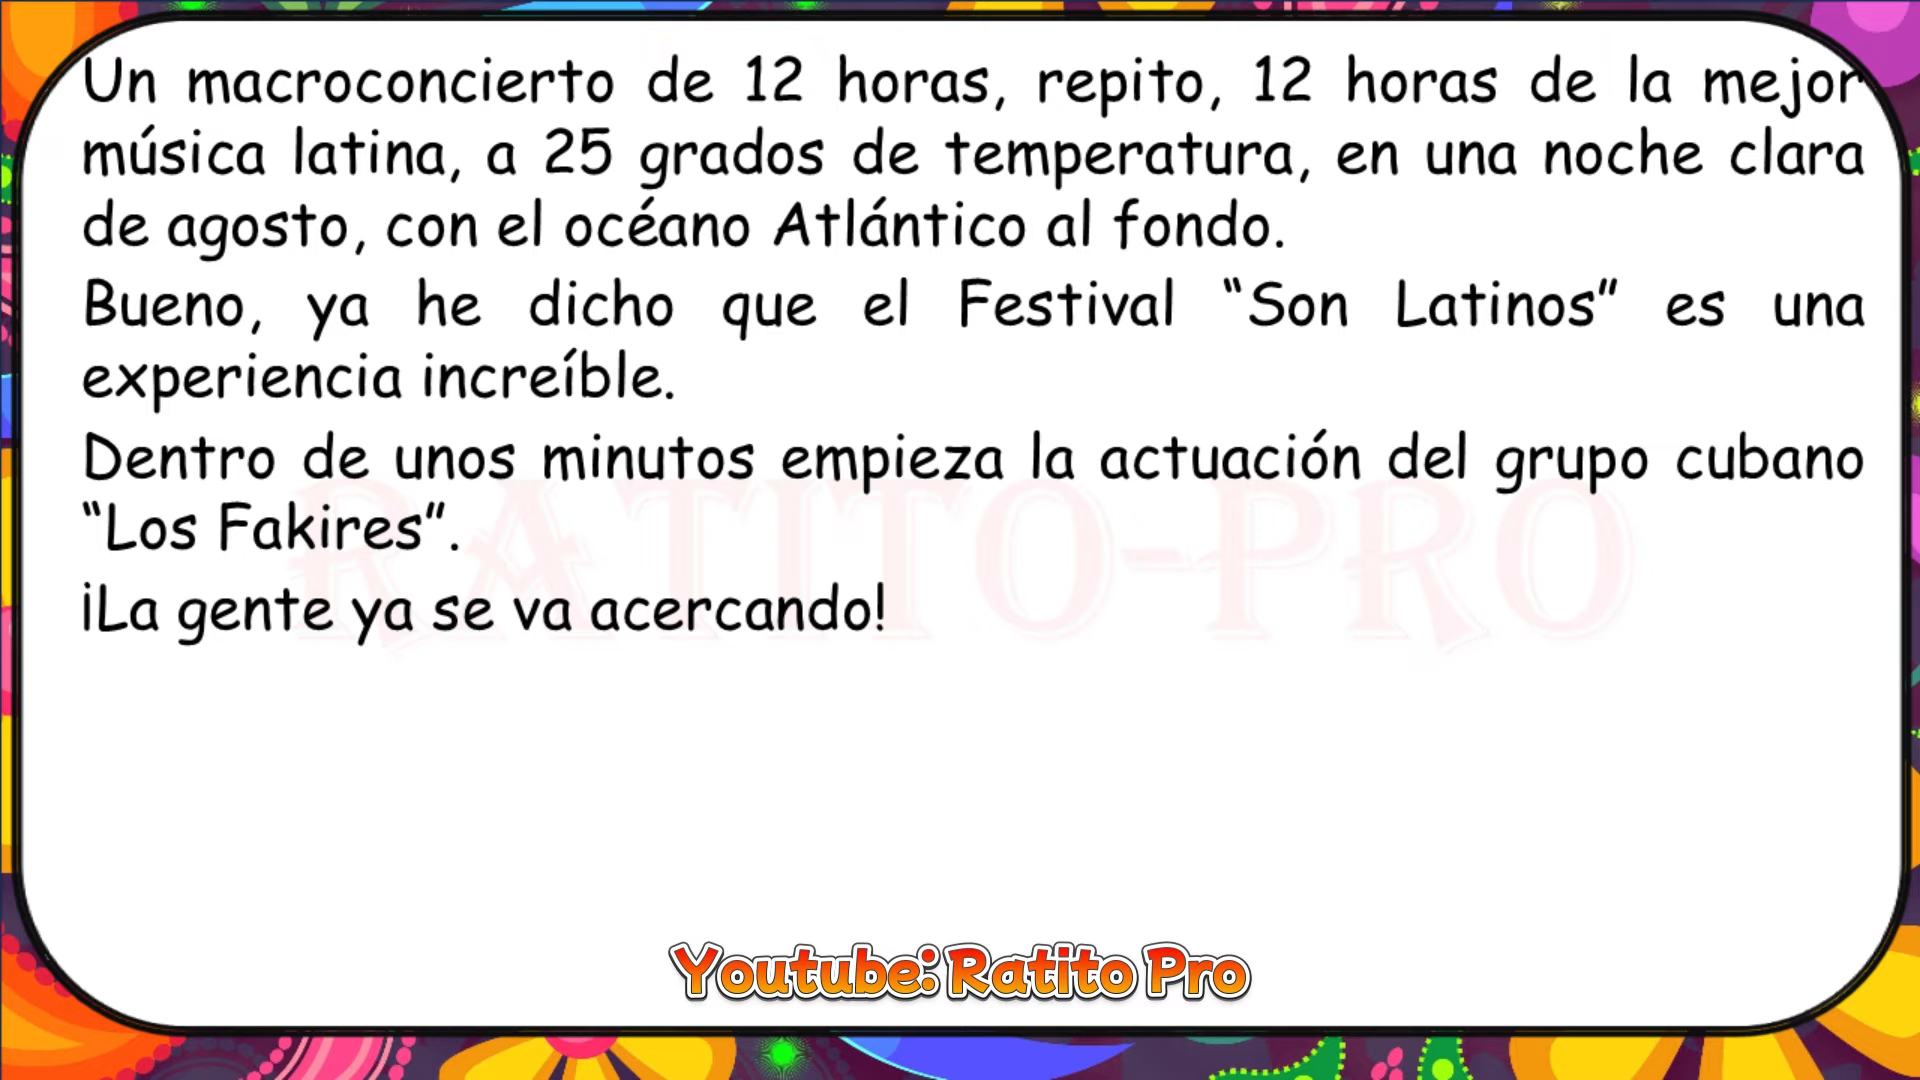 Un macroconcierto de 12 horas, repito, 12 horas de la mejor
música latina, a 25 grados de temperatura, en una noche clara
de agosto, con el océano Atlántico al fondo.
Bueno, ya he dicho que el Festival “Son Latinos” es una
experiencia increíble.
Dentro de unos minutos empieza la actuación del grupo cubano
“Los Fakires”.
¡La gente ya se va acercando!
RATITO-PRO
Youtube: Ratito Pro